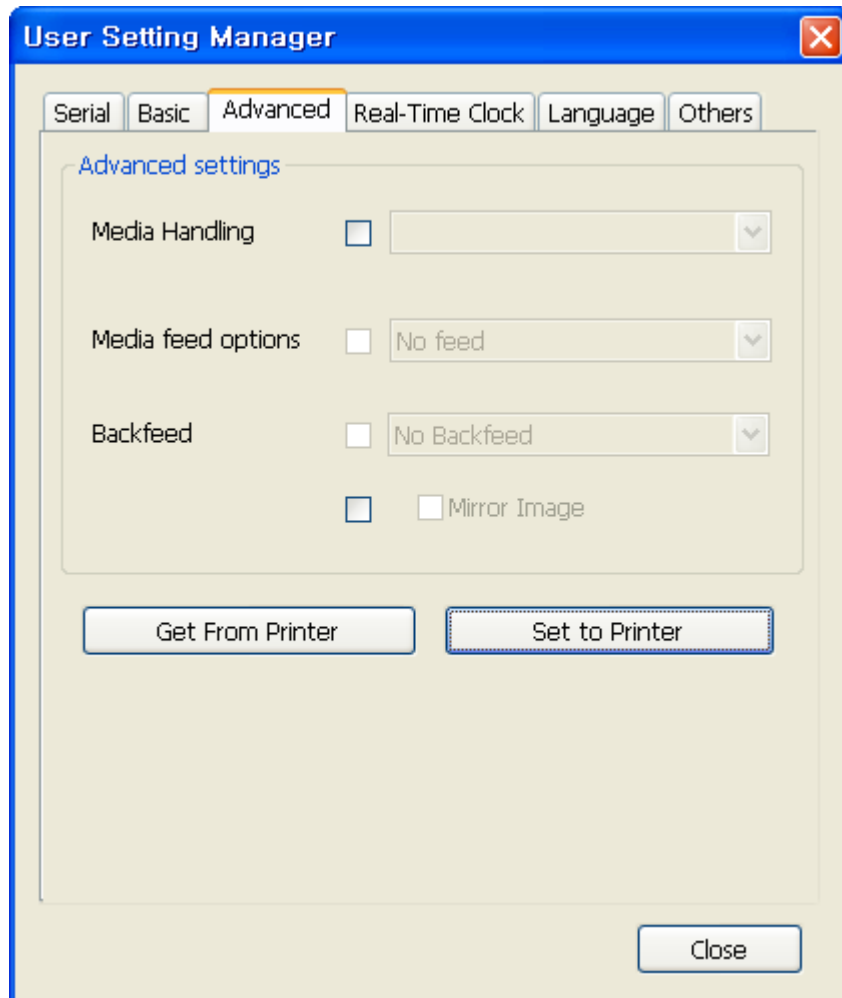 User Setting Manager
Serial Basic Advanced Real-Time Clock Language Others
Advanced settings
Media Handling
Media feed options No feed
Backfeed No Backfeed
Mirror Image
Get From Printer Set to Printer
Close